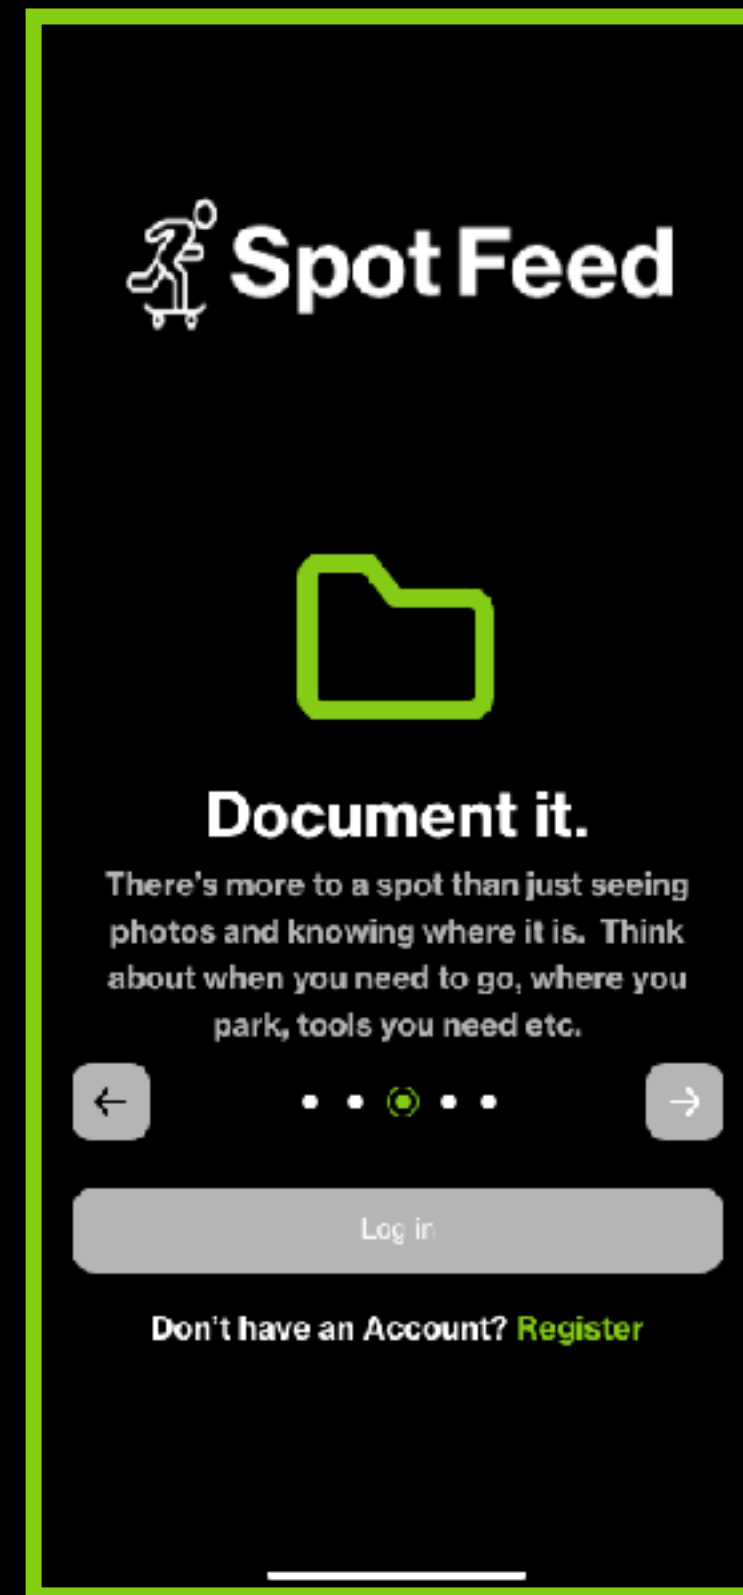 Spot Feed
Document it.
There's more to a spot than just seeing
photos and knowing where it is.  Think
about when you need to go, where you
park, tools you need etc.
Log in
Don't have an Account? Register